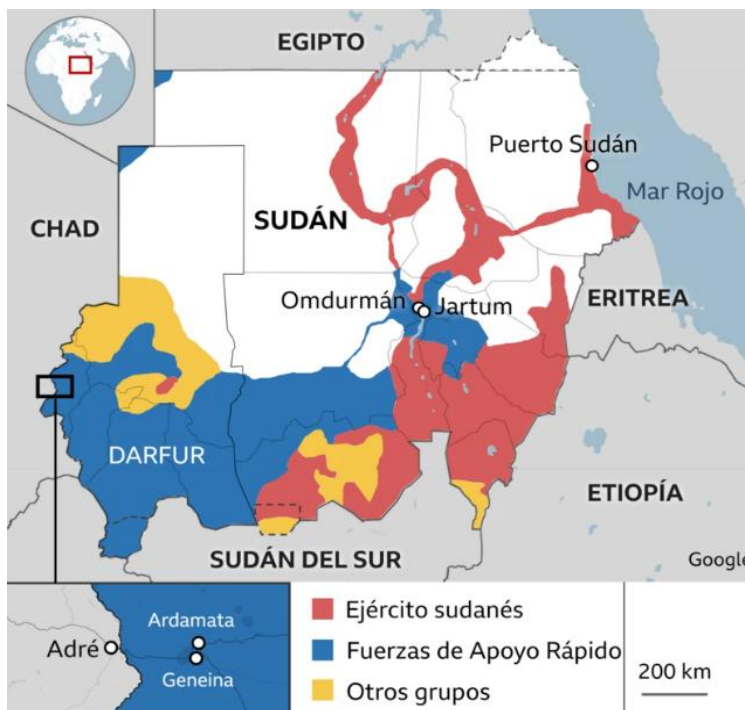 EGIPTO
Puerto Sudán
Mar Rojo
CHAD
SUDÁN
Omdurmán
Jartum
ERITREA
DARFUR
ETIOPÍA
SUDÁN DEL SUR
Google
Adré
Ardamata
Geneina
Ejército sudanés
Fuerzas de Apoyo Rápido
Otros grupos
200 km